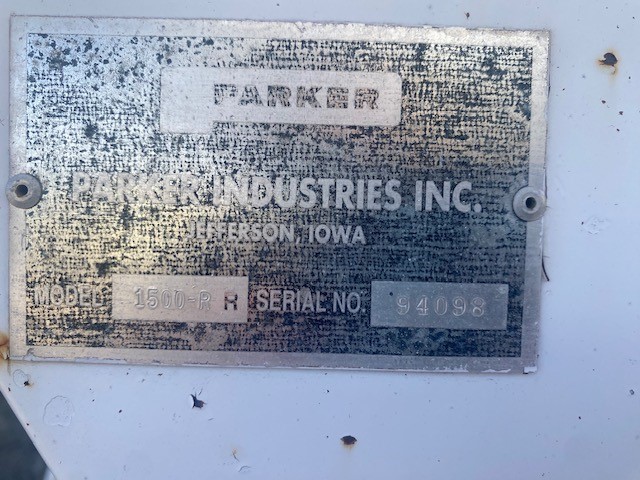 PARKER
PARKER INDUSTRIES INC.
JEFFERSON, IOWA
MODEL 1500-R H SERIAL NO. 94098